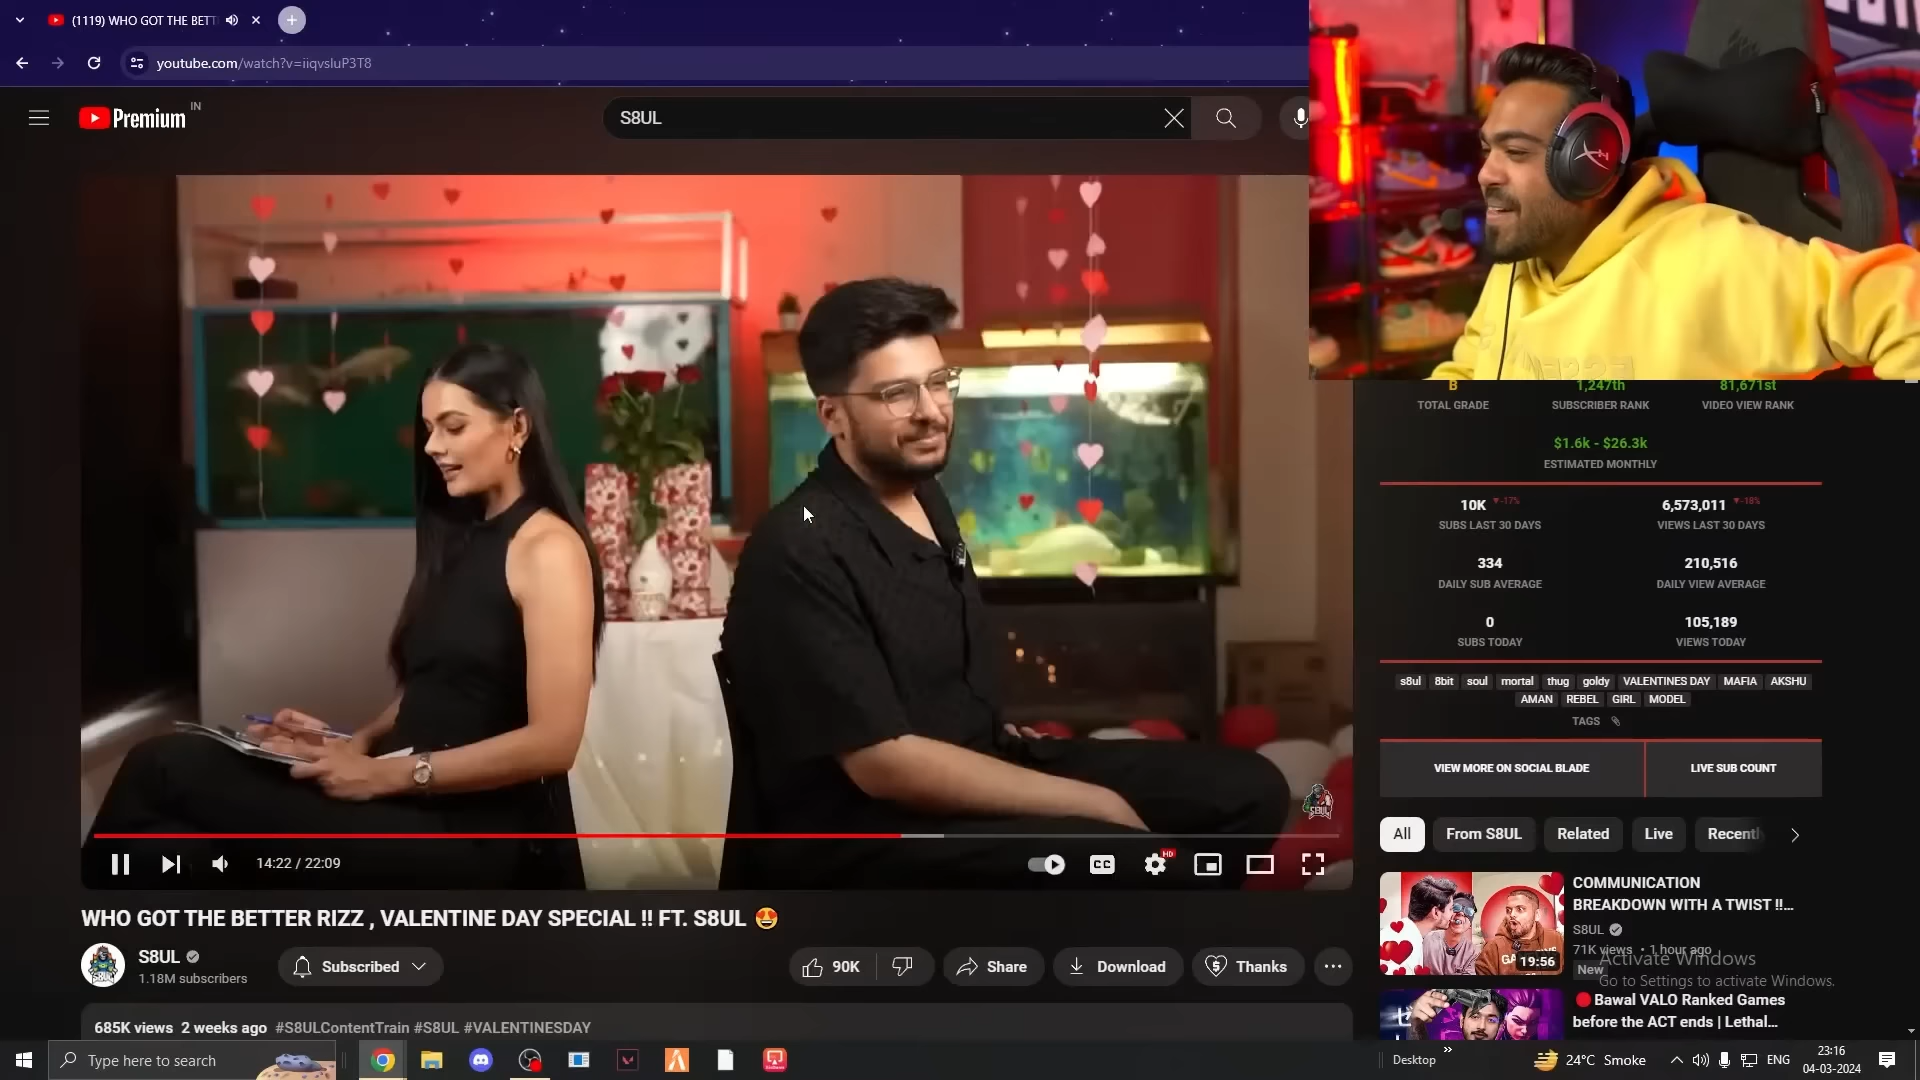 (1119) WHO GOT THE BETT
youtube.com/watch?v=iiqvsluP3T8
Premium IN
S8UL
B 1,247th 81,671st
TOTAL GRADE SUBSCRIBER RANK VIDEO VIEW RANK
$1.6k - $26.3k
ESTIMATED MONTHLY
10K -17% 6,573,011 -18%
SUBS LAST 30 DAYS VIEWS LAST 30 DAYS
334 210,516
DAILY SUB AVERAGE DAILY VIEW AVERAGE
0 105,189
SUBS TODAY VIEWS TODAY
s8ul 8bit soul mortal thug goldy VALENTINES DAY MAFIA AKSHU
AMAN REBEL GIRL MODEL
TAGS
VIEW MORE ON SOCIAL BLADE LIVE SUB COUNT
All From S8UL Related Live Recent
14:22 / 22:09
CC HD
WHO GOT THE BETTER RIZZ , VALENTINE DAY SPECIAL !! FT. S8UL 😍
S8UL
1.18M subscribers
Subscribed
90K
Share
Download
Thanks
685K views 2 weeks ago #S8ULContentTrain #S8UL #VALENTINESDAY
COMMUNICATION
BREAKDOWN WITH A TWIST !!...
S8UL
71K views • 1 hour ago
New
19:56
Activate Windows
Go to Settings to activate Windows.
🔴Bawal VALO Ranked Games
before the ACT ends | Lethal...
Type here to search
Desktop
24°C Smoke
ENG
23:16
04-03-2024